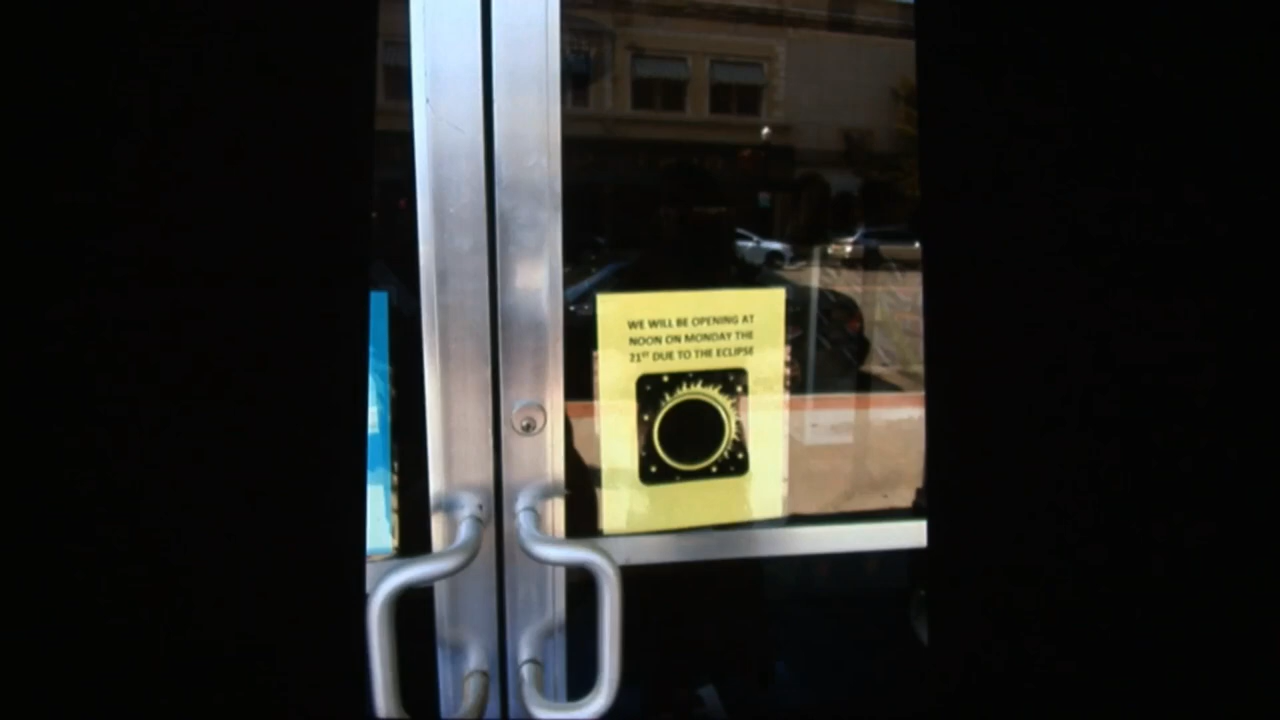 WE WILL BE OPENING AT
NOON ON MONDAY THE
21ST DUE TO THE ECLIPSE